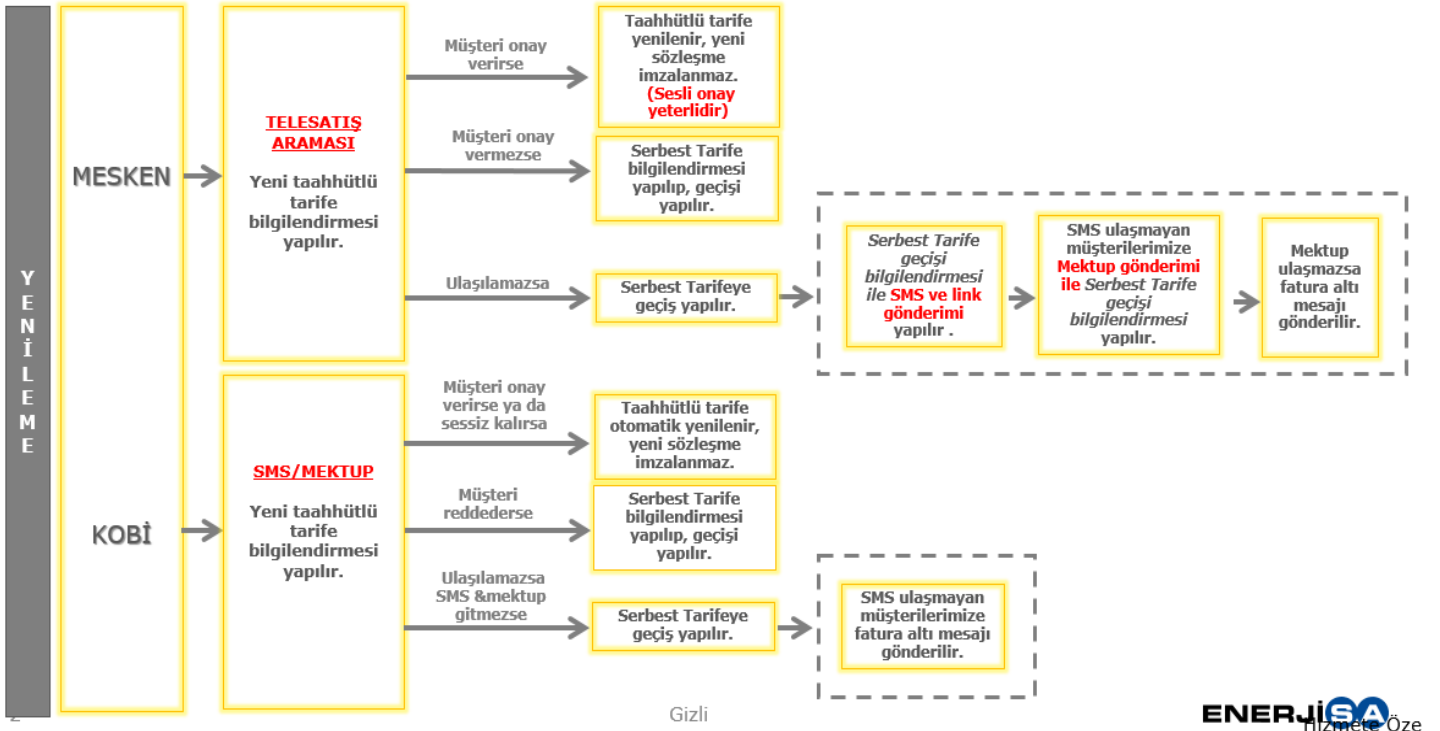 YENİLEME
MESKEN
TELESATIŞ
ARAMASI
Yeni taahhütlü
tarife
bilgilendirmesi
yapılır.
Müşteri onay
verirse
Taahhütlü tarife
yenilenir, yeni
sözleşme
imzalanmaz.
(Sesli onay
yeterlidir)
Müşteri onay
vermezse
Serbest Tarife
bilgilendirmesi
yapılıp, geçişi
yapılır.
Ulaşılamazsa
Serbest Tarifeye
geçiş yapılır.
Serbest Tarife
geçişi
bilgilendirmesi
ile SMS ve link
gönderimi
yapılır .
SMS ulaşmayan
müşterilerimize
Mektup gönderimi
ile Serbest Tarife
geçişi
bilgilendirmesi
yapılır.
Mektup
ulaşmazsa
fatura altı
mesajı
gönderilir.
KOBİ
SMS/MEKTUP
Yeni taahhütlü
tarife
bilgilendirmesi
yapılır.
Müşteri onay
verirse ya da
sessiz kalırsa
Taahhütlü tarife
otomatik yenilenir,
yeni sözleşme
imzalanmaz.
Müşteri
reddederse
Serbest Tarife
bilgilendirmesi
yapılıp, geçişi
yapılır.
Ulaşılamazsa
SMS &mektup
gitmezse
Serbest Tarifeye
geçiş yapılır.
SMS ulaşmayan
müşterilerimize
fatura altı mesajı
gönderilir.
Gizli
ENERJİSA
Hizmete Öze